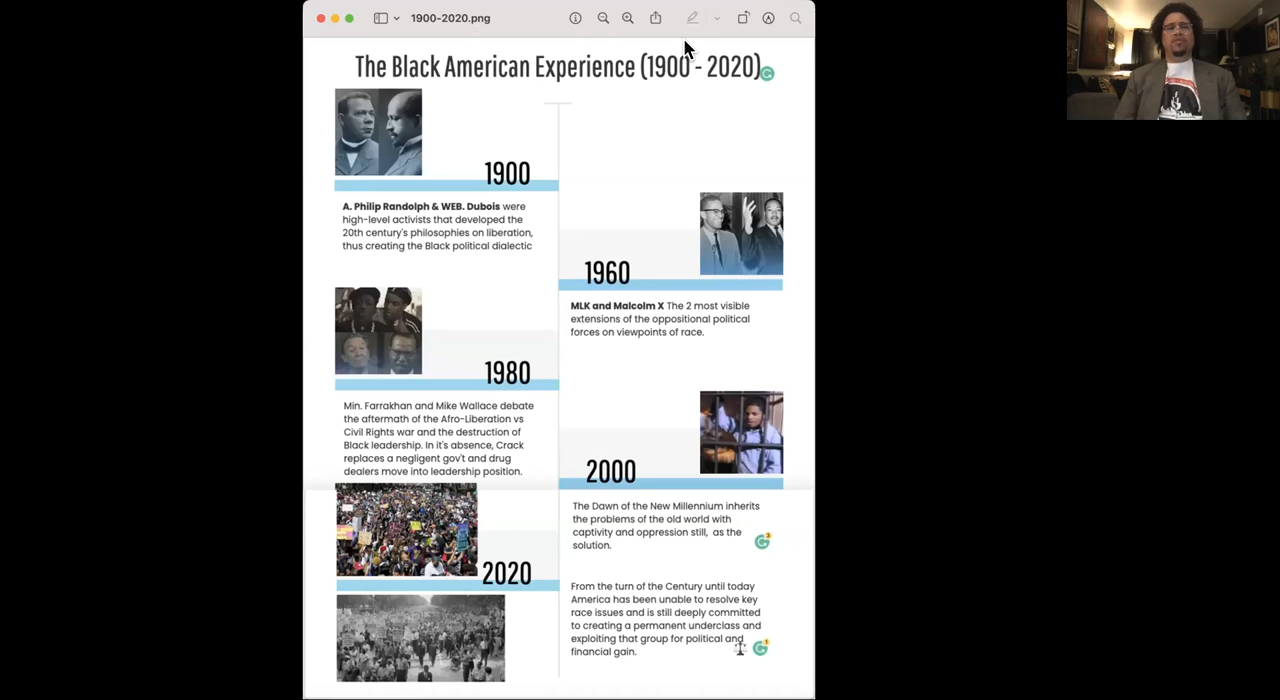 1900-2020.png
The Black American Experience (1900 - 2020)
1900
A. Philip Randolph & WEB. Dubois were
high-level activists that developed the
20th century's philosophies on liberation,
thus creating the Black political dialectic
1960
MLK and Malcolm X The 2 most visible
extensions of the oppositional political
forces on viewpoints of race.
1980
Min. Farrakhan and Mike Wallace debate
the aftermath of the Afro-Liberation vs
Civil Rights war and the destruction of
Black leadership. In it's absence, Crack
replaces a negligent gov't and drug
dealers move into leadership position.
2000
The Dawn of the New Millennium inherits
the problems of the old world with
captivity and oppression still, as the
solution.
2020
From the turn of the Century until today
America has been unable to resolve key
race issues and is still deeply committed
to creating a permanent underclass and
exploiting that group for political and
financial gain.